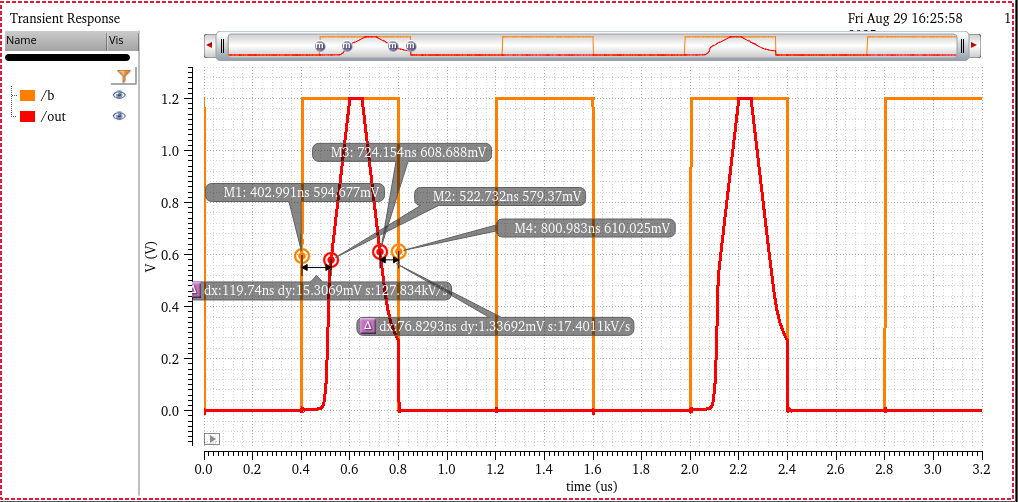 Transient Response
Fri Aug 29 16:25:58
1
Name
Vis
/b
/out
1.2
1.0
0.8
0.6
0.4
0.2
0.0
V (V)
M3: 724.154ns 608.688mV
M1: 402.991ns 594.677mV
M2: 522.732ns 579.37mV
M4: 800.983ns 610.025mV
dx:119.74ns dy:15.3069mV s:127.834kV/s
Δ dx:76.8293ns dy:1.33692mV s:17.4011kV/s
0.0 0.2 0.4 0.6 0.8 1.0 1.2 1.4 1.6 1.8 2.0 2.2 2.4 2.6 2.8 3.0 3.2
time (us)